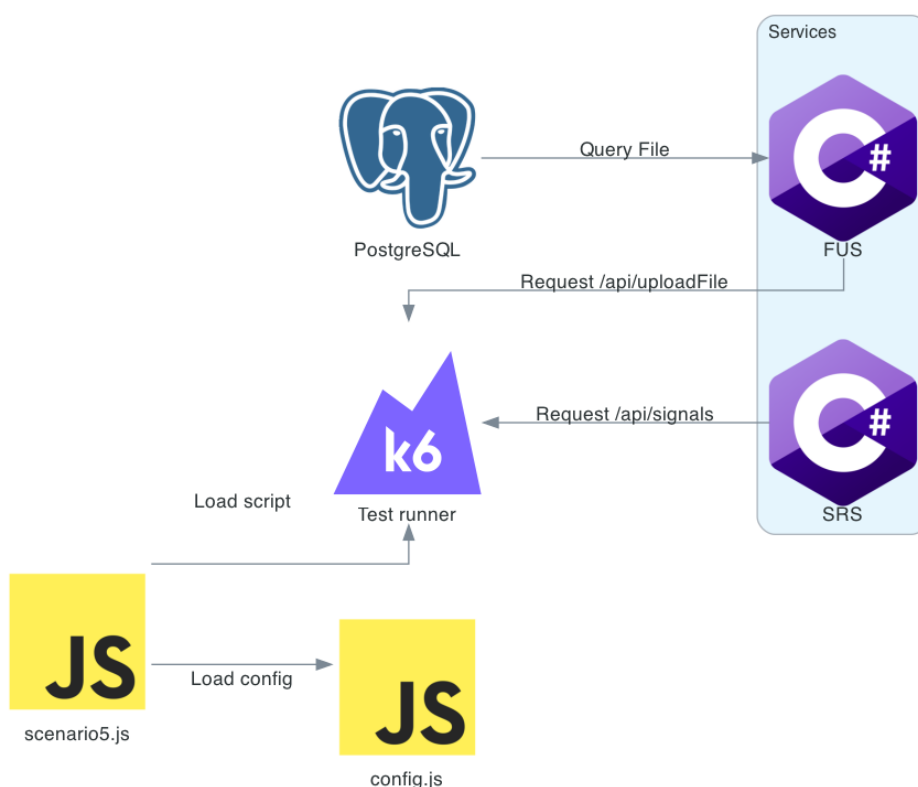 Services
C#
Query File
PostgreSQL
FUS
Request /api/uploadFile
C#
Request /api/signals
k6
Load script
Test runner
SRS
JS
Load config
JS
scenario5.js
config.js